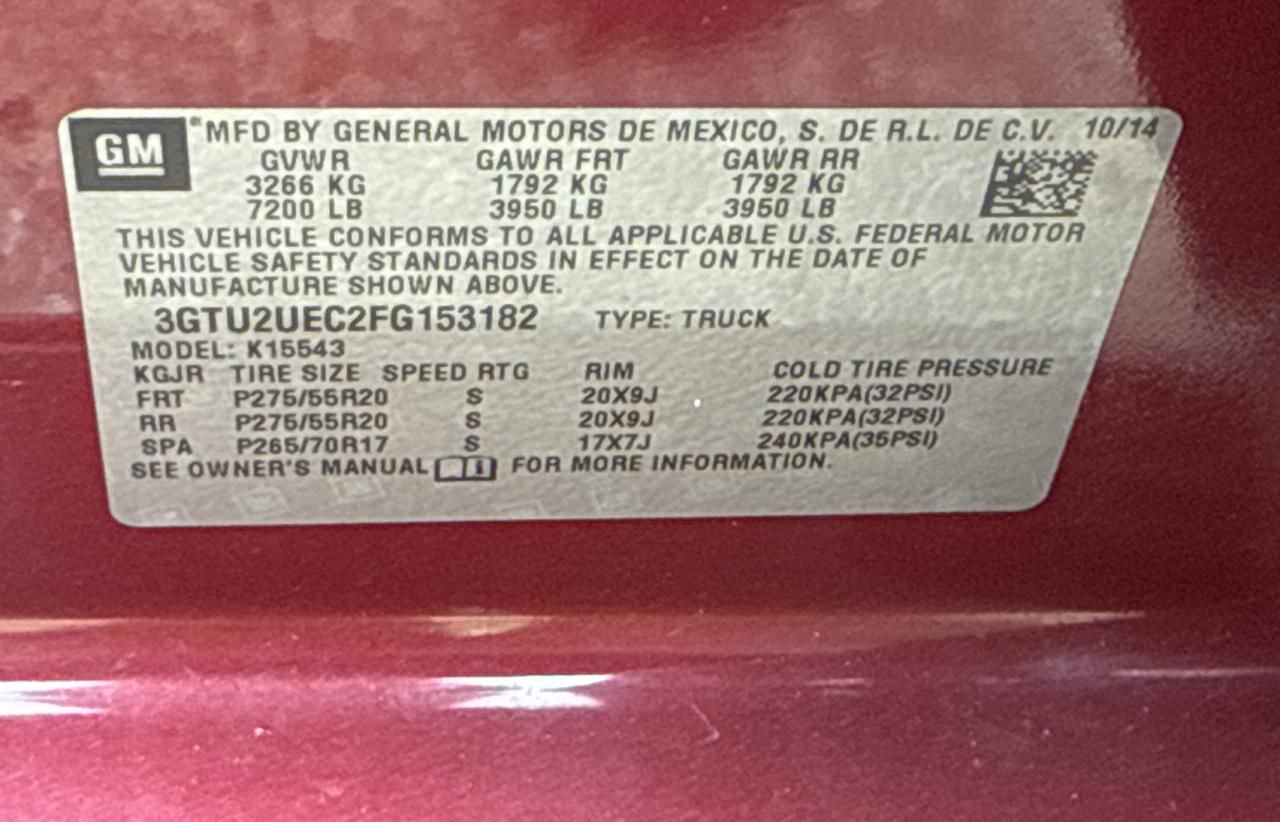 GM
*MFD BY GENERAL MOTORS DE MEXICO, S. DE R.L. DE C.V. 10/14
GVWR GAWR FRT GAWR RR
3266 KG 1792 KG 1792 KG
7200 LB 3950 LB 3950 LB
THIS VEHICLE CONFORMS TO ALL APPLICABLE U.S. FEDERAL MOTOR
VEHICLE SAFETY STANDARDS IN EFFECT ON THE DATE OF
MANUFACTURE SHOWN ABOVE.
3GTU2UEC2FG153182 TYPE: TRUCK
MODEL: K15543
KGJR TIRE SIZE SPEED RTG RIM COLD TIRE PRESSURE
FRT P275/55R20 S 20X9J 220KPA(32PSI)
RR P275/55R20 S 20X9J 220KPA(32PSI)
SPA P265/70R17 S 17X7J 240KPA(35PSI)
SEE OWNER'S MANUAL FOR MORE INFORMATION.